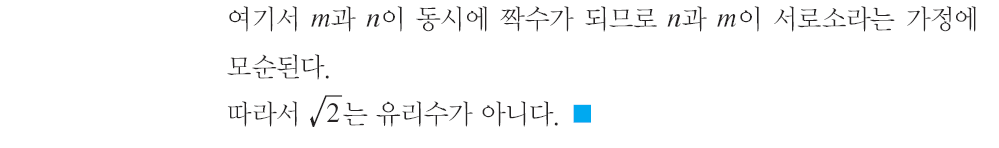 여기서 m과 n이 동시에 짝수가 되므로 n과 m이 서로소라는 가정에
모순된다.
따라서 √2는 유리수가 아니다. ■